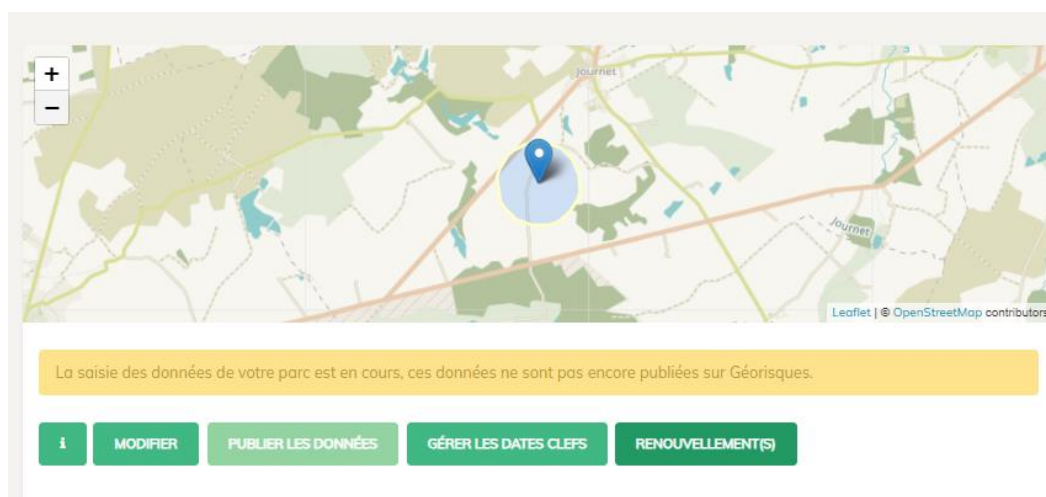 +
−
Journet
Journet
Leaflet | © OpenStreetMap contributors
La saisie des données de votre parc est en cours, ces données ne sont pas encore publiées sur Géorisques.
i
MODIFIER
PUBLIER LES DONNÉES
GÉRER LES DATES CLEFS
RENOUVELLEMENT(S)